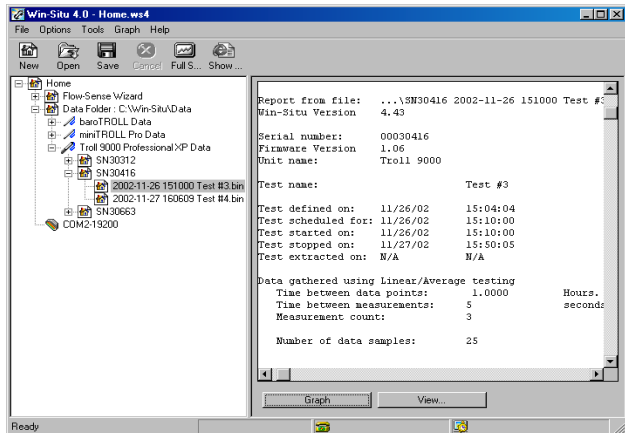 Win-Situ 4.0 - Home.ws4
File Options Tools Graph Help
New Open Save Cancel Full S... Show ...
Home
Flow-Sense Wizard
Data Folder : C:\Win-Situ\Data
baroTROLL Data
miniTROLL Pro Data
Troll 9000 Professional XP Data
SN30312
SN30416
2002-11-26 151000 Test #3.bin
2002-11-27 160609 Test #4.bin
SN30663
COM2-19200
Report from file: ...\SN30416 2002-11-26 151000 Test #3
Win-Situ Version 4.43
Serial number: 00030416
Firmware Version 1.06
Unit name: Troll 9000
Test name: Test #3
Test defined on: 11/26/02 15:04:04
Test scheduled for: 11/26/02 15:10:00
Test started on: 11/26/02 15:10:00
Test stopped on: 11/27/02 15:50:05
Test extracted on: N/A N/A
Data gathered using Linear/Average testing
Time between data points: 1.0000 Hours.
Time between measurements: 5 seconds
Measurement count: 3
Number of data samples: 25
Graph View...
Ready